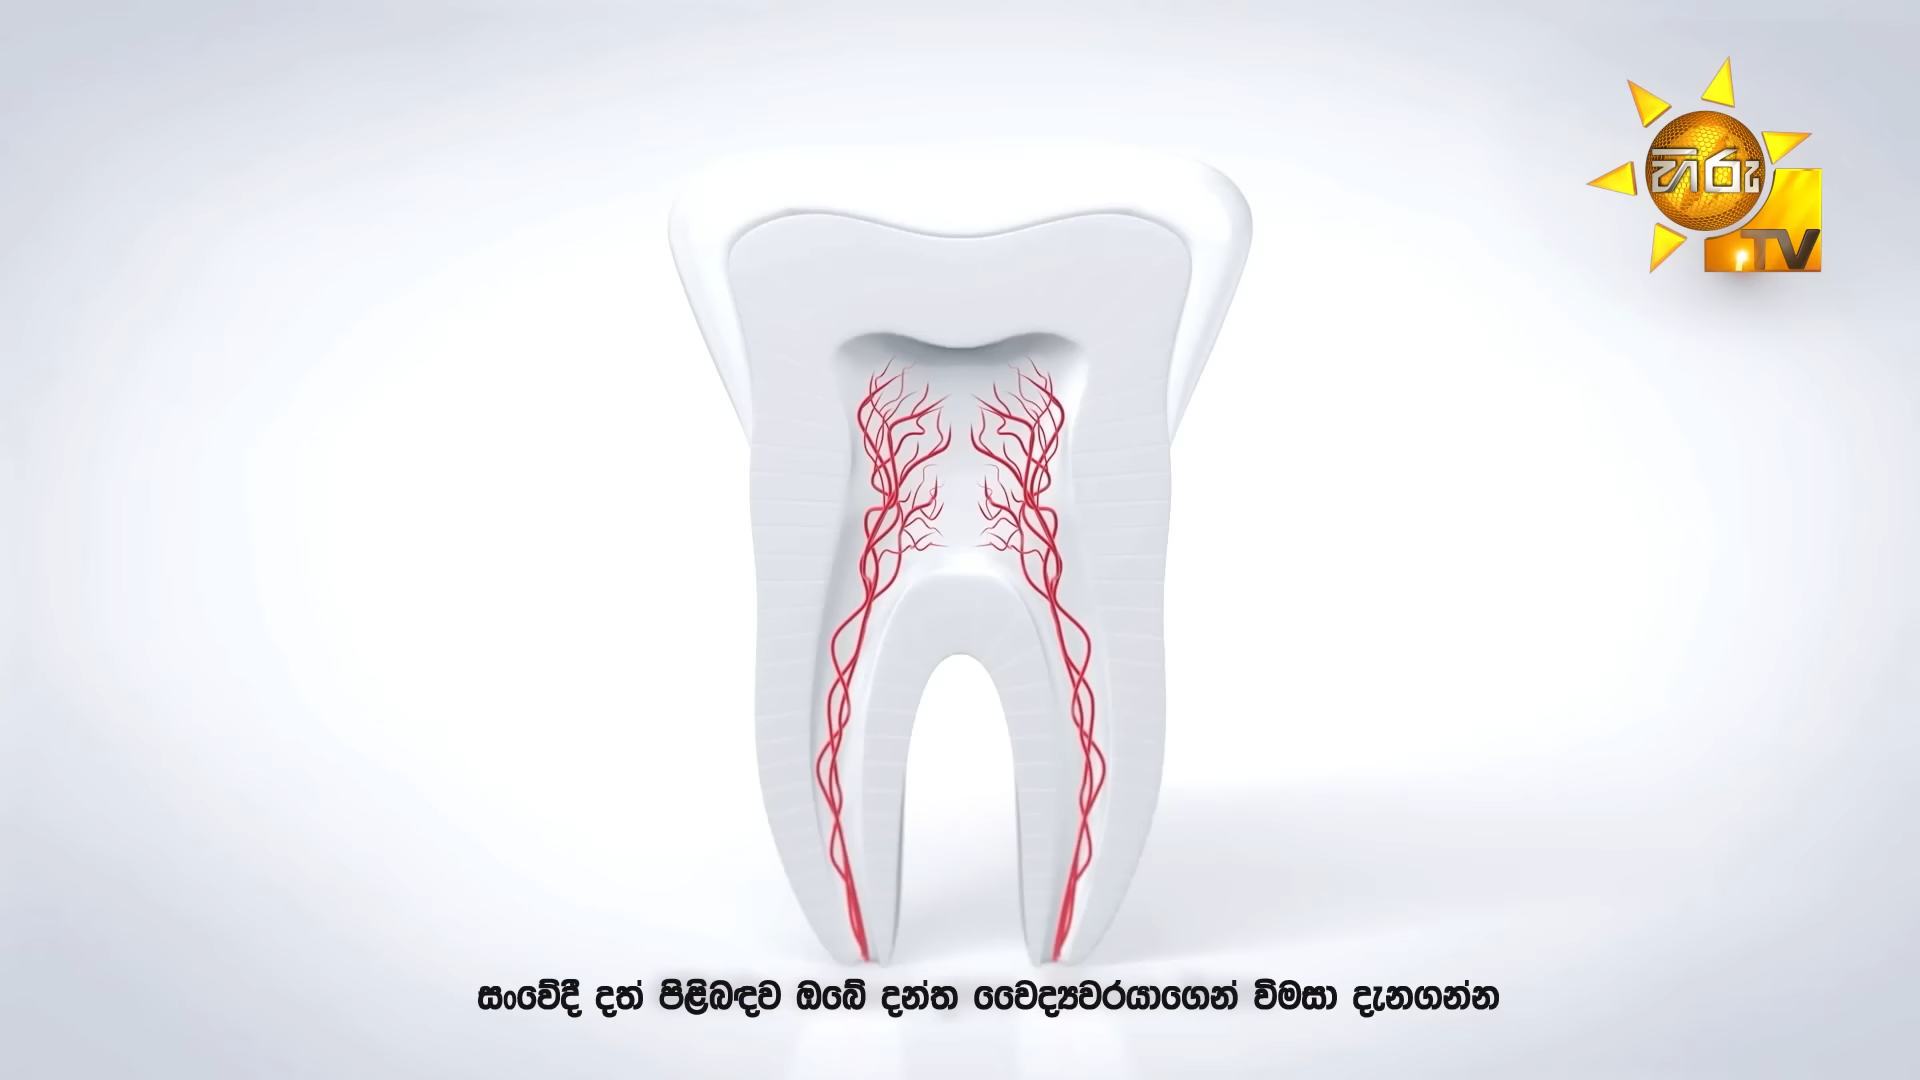 හිරු
TV
සංවේදී දත් පිළිබඳව ඔබේ දන්ත වෛද්‍යවරයාගෙන් විමසා දැනගන්න